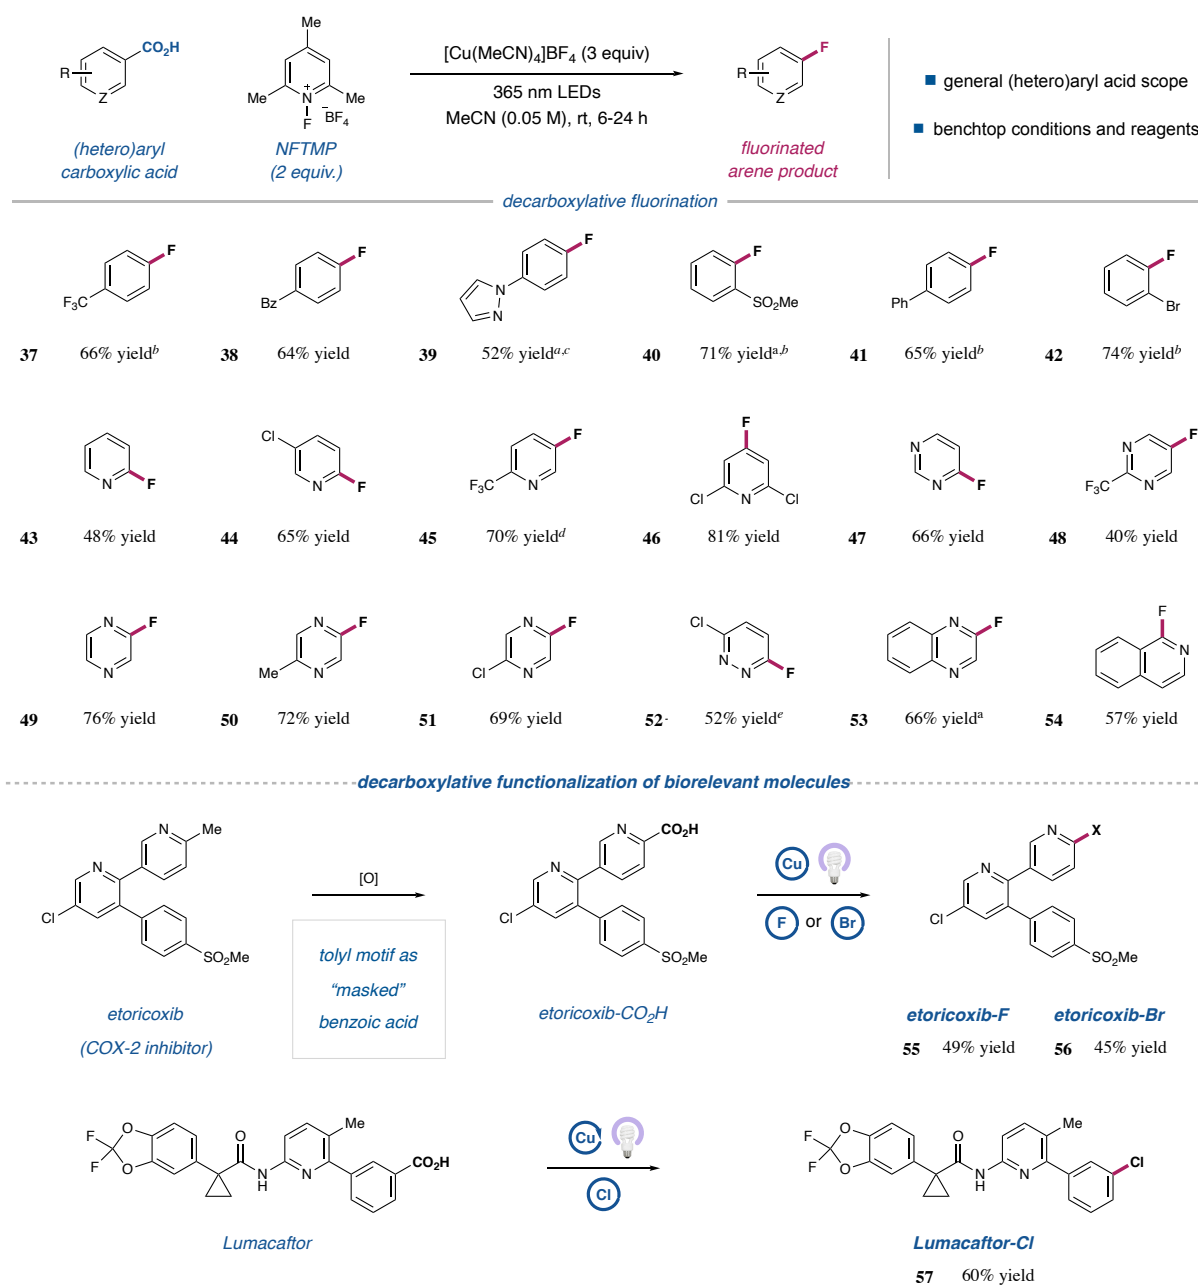 CO2H
R
Z
Me
Me
N
+
Me
F
−BF4
[Cu(MeCN)4]BF4 (3 equiv)
365 nm LEDs
MeCN (0.05 M), rt, 6-24 h
F
R
Z
■ general (hetero)aryl acid scope
■ benchtop conditions and reagents
(hetero)aryl
carboxylic acid
NFTMP
(2 equiv.)
fluorinated
arene product
decarboxylative fluorination
F
F3C
F
Bz
F
N
N
F
SO2Me
F
Ph
F
Br
37 66% yieldb
38 64% yield
39 52% yielda,c
40 71% yielda,b
41 65% yieldb
42 74% yieldb
N
F
Cl
N
F
F
F3C
N
F
Cl
N
Cl
N
N
F
F
N
F3C
N
43 48% yield
44 65% yield
45 70% yieldd
46 81% yield
47 66% yield
48 40% yield
N
F
N
N
F
Me
N
N
F
Cl
N
Cl
N
N
F
N
F
N
F
N
49 76% yield
50 72% yield
51 69% yield
52- 52% yielde
53 66% yielda
54 57% yield
decarboxylative functionalization of biorelevant molecules
N
Me
N
Cl
SO2Me
[O]
tolyl motif as
"masked"
benzoic acid
N
CO2H
N
Cl
SO2Me
Cu
F or Br
N
X
N
Cl
SO2Me
etoricoxib
(COX-2 inhibitor)
etoricoxib-CO2H
etoricoxib-F
etoricoxib-Br
55 49% yield
56 45% yield
F
F
O
O
O
N
H
N
Me
CO2H
Cu
Cl
F
F
O
O
O
N
H
N
Me
Cl
Lumacaftor
Lumacaftor-Cl
57 60% yield